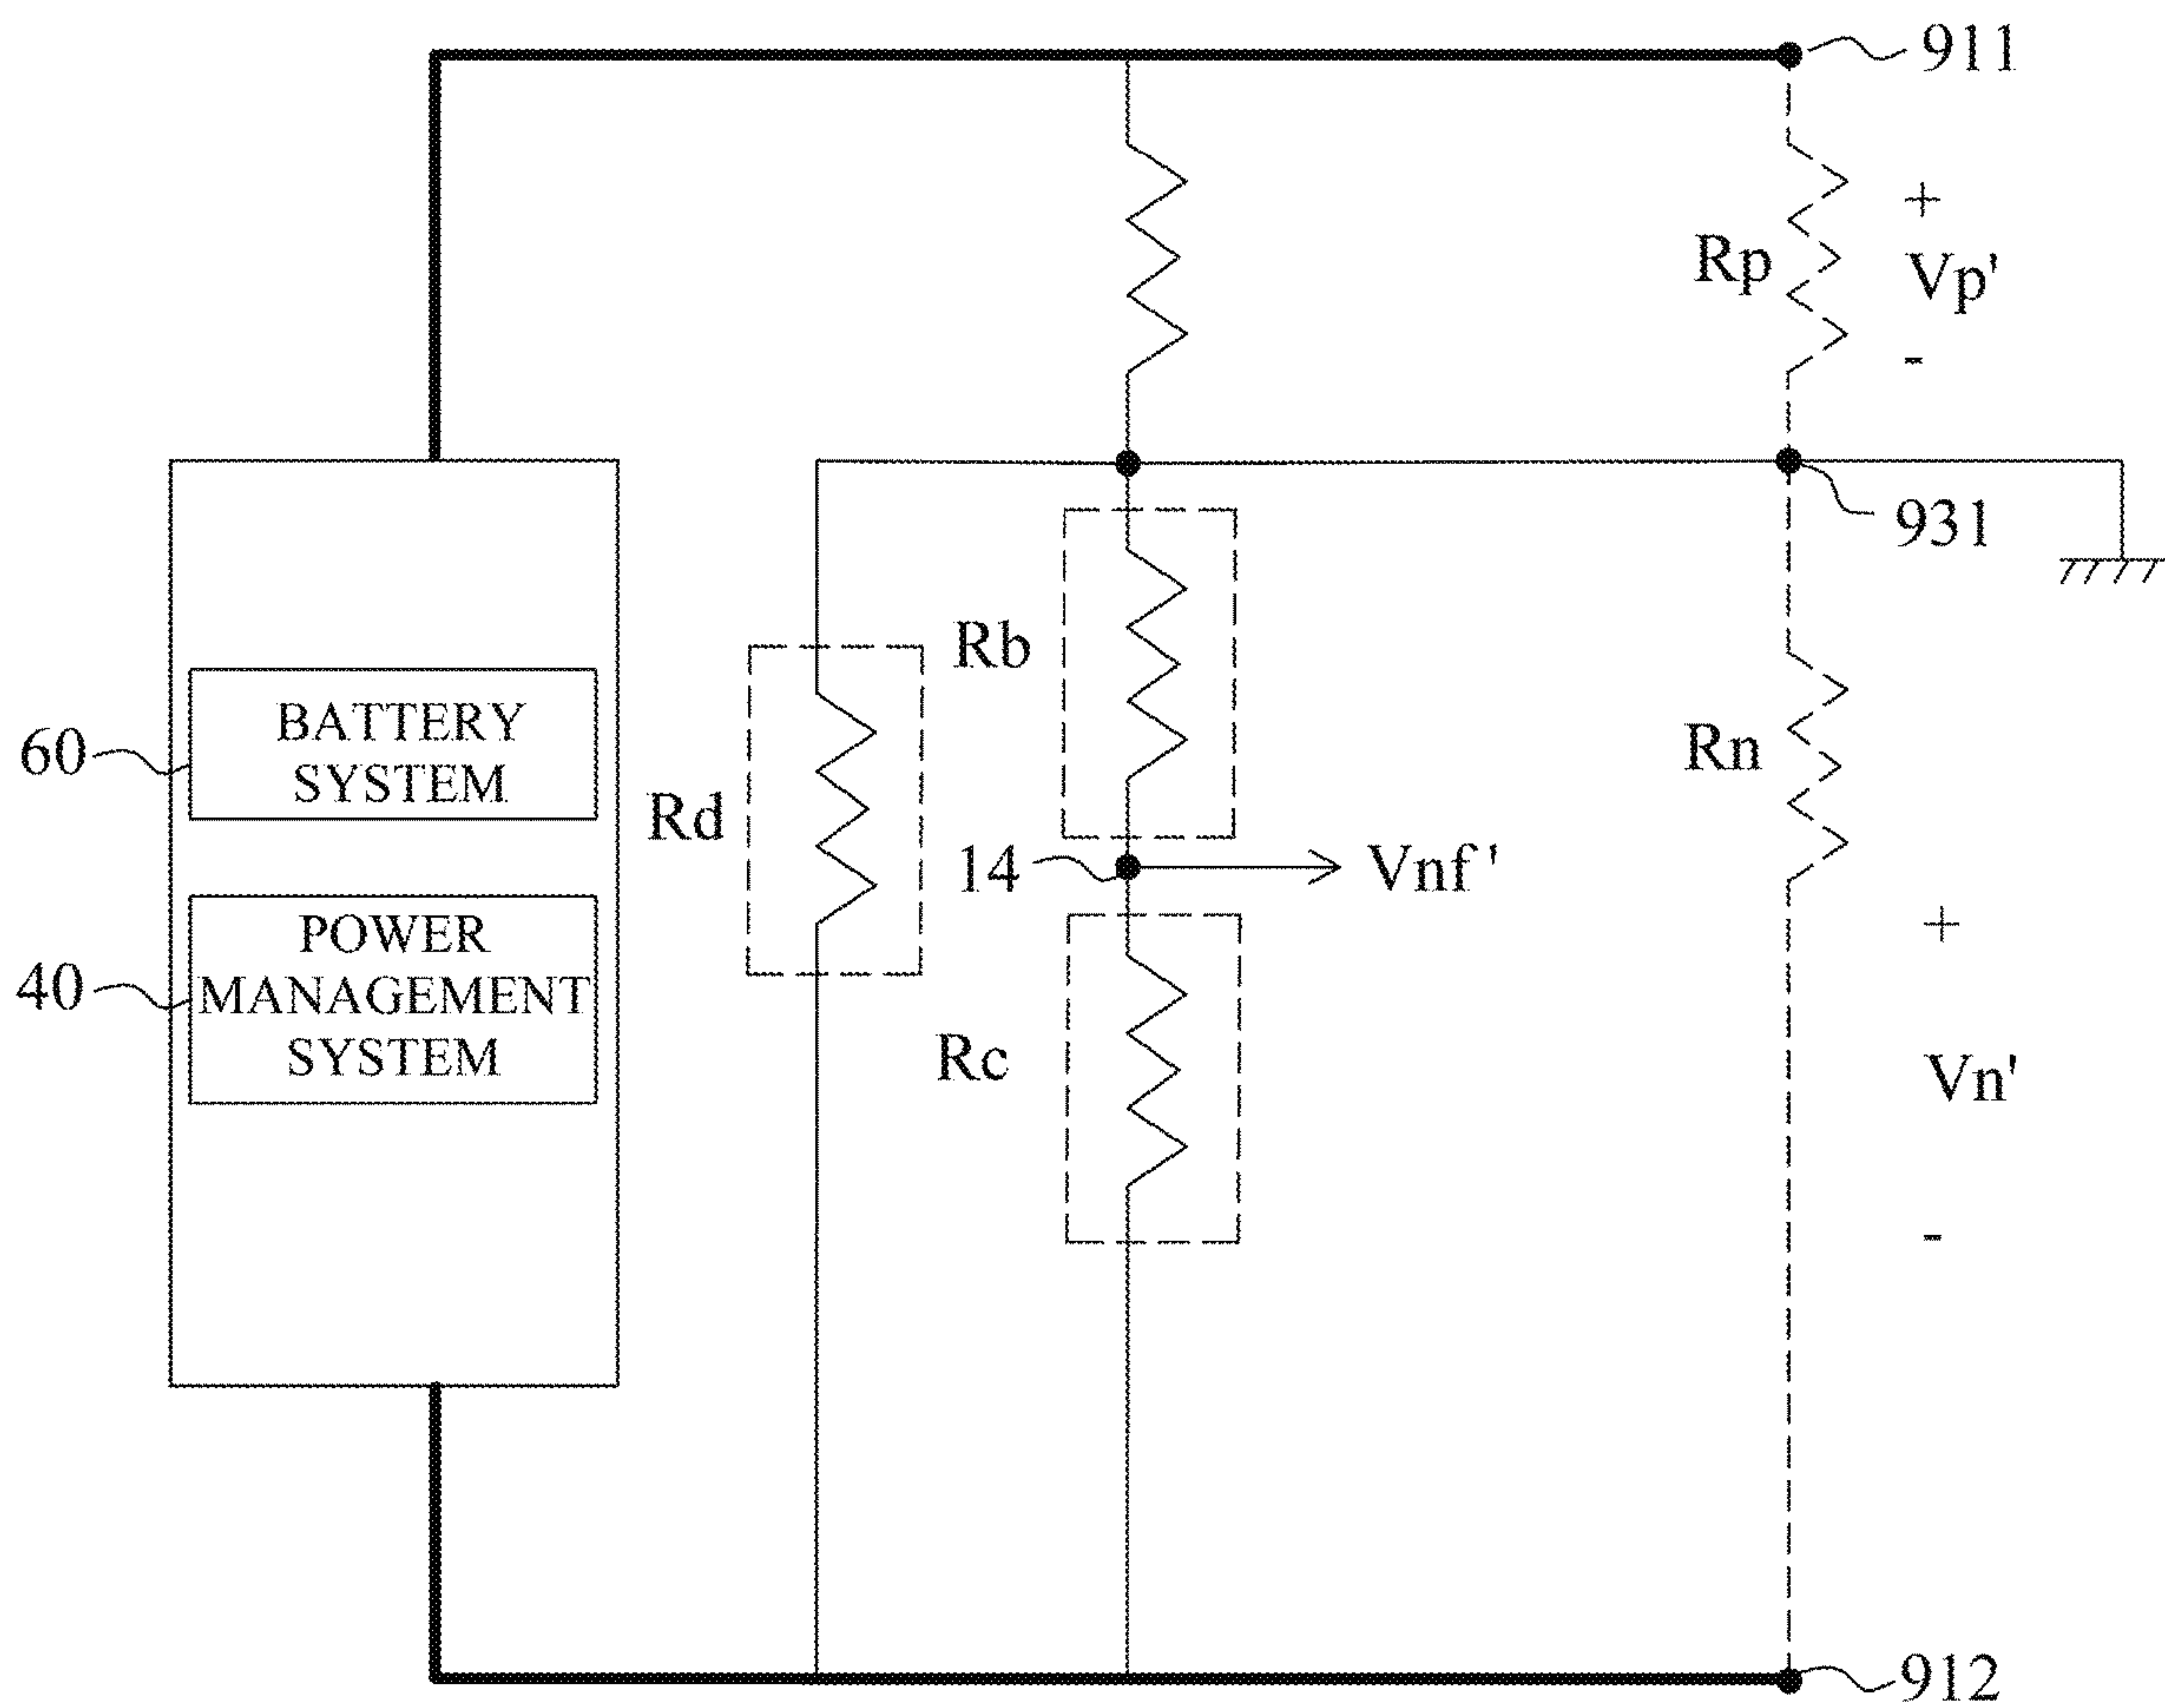 911
+
Rp
Vp'
-
931
Rb
BATTERY
SYSTEM
60
Rn
Rd
14
Vnf '
POWER
MANAGEMENT
SYSTEM
40
+
Rc
Vn'
-
912